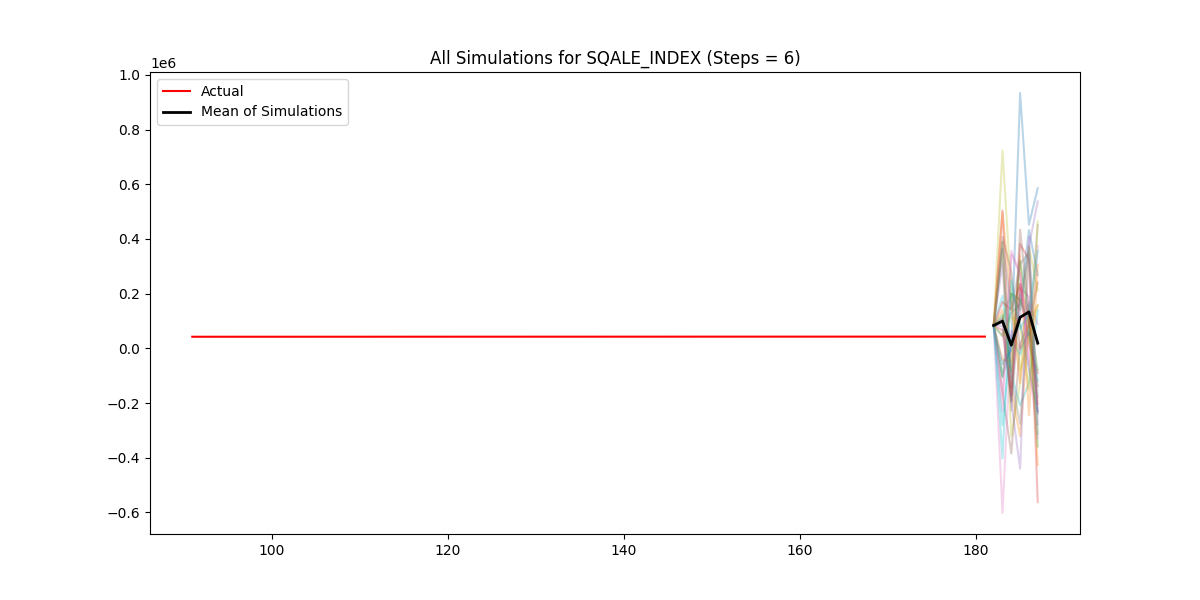 All Simulations for SQALE_INDEX (Steps = 6)
1e6
Actual
Mean of Simulations
1.0
0.8
0.6
0.4
0.2
0.0
−0.2
−0.4
−0.6
100 120 140 160 180